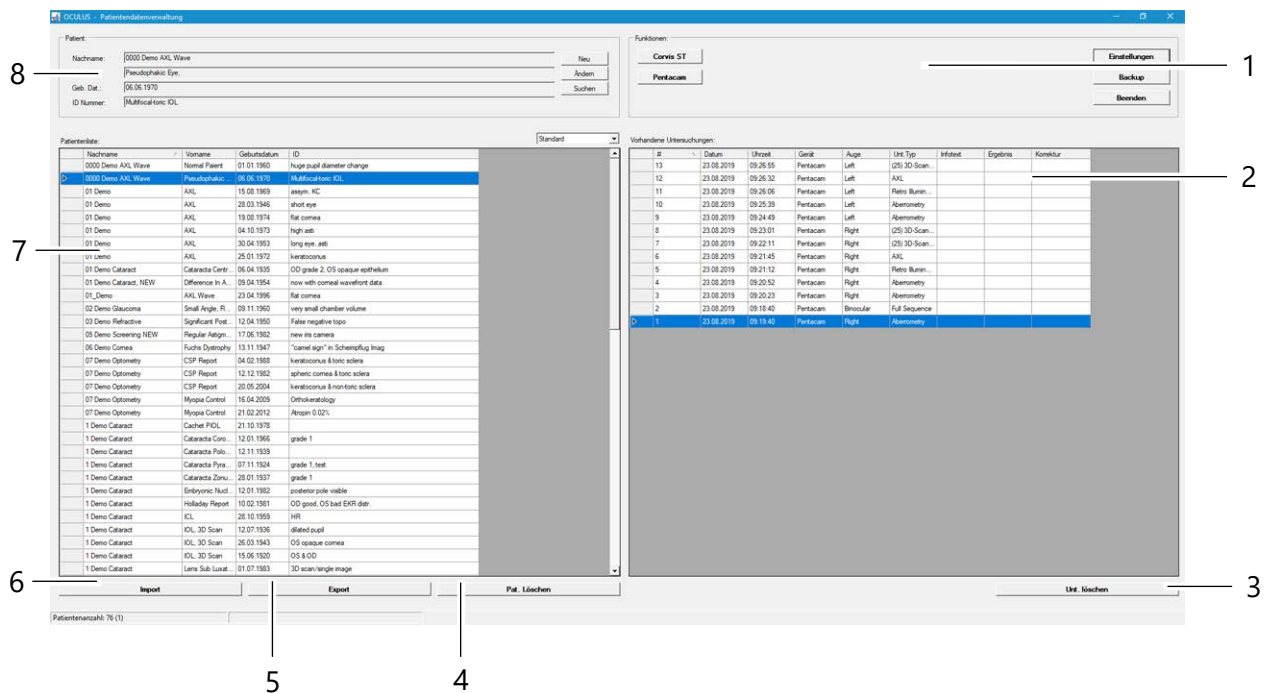 OCULUS - Patientendatenverwaltung
Patient:
Nachname: 0000 Demo AXL Wave Neu
Pseudophakic Eye, Ändern
Geb. Dat.: 06.06.1970 Suchen
ID Nummer: Multifocal-toric IOL
Funktionen:
Corvis ST Einstellungen
Pentacam Backup
Beenden
1
8
Patientenliste: Standard
Nachname Vorname Geburtsdatum ID
0000 Demo AXL Wave Normal Paient 01.01.1960 huge pupil diameter change
0000 Demo AXL Wave Pseudophakic ... 06.06.1970 Multifocal-toric IOL
01 Demo AXL 15.08.1969 assym. KC
01 Demo AXL 28.03.1946 short eye
01 Demo AXL 19.08.1974 flat cornea
01 Demo AXL 04.10.1973 high asti
01 Demo AXL 30.04.1953 long eye, asti
01 Demo AXL 25.01.1972 keratoconus
01 Demo Cataract Cataracta Centr... 06.04.1935 OD grade 2, OS opaque epithelium
01 Demo Cataract, NEW Difference In A... 09.04.1954 now with corneal wavefront data
01_Demo AXL Wave 23.04.1996 flat cornea
02 Demo Glaucoma Small Angle, R... 09.11.1960 very small chamber volume
03 Demo Refractive Significant Post... 12.04.1950 False negative topo
05 Demo Screening NEW Regular Astigm... 17.06.1982 new iris camera
06 Demo Cornea Fuchs Dystrophy 13.11.1947 "camel sign" in Scheimpflug Imag
07 Demo Optometry CSP Report 04.02.1988 keratoconus & toric sclera
07 Demo Optometry CSP Report 12.12.1982 spheric cornea & toric sclera
07 Demo Optometry CSP Report 20.05.2004 keratoconus & non-toric sclera
07 Demo Optometry Myopia Control 16.04.2009 Orthokeratology
07 Demo Optometry Myopia Control 21.02.2012 Atropin 0.02%
1 Demo Cataract Cachet PIOL 21.10.1978
1 Demo Cataract Cataracta Coro... 12.01.1966 grade 1
1 Demo Cataract Cataracta Polo... 12.11.1939
1 Demo Cataract Cataracta Pyra... 07.11.1924 grade 1, test
1 Demo Cataract Cataracta Zonu... 28.01.1937 grade 1
1 Demo Cataract Embryonic Nucl... 12.01.1982 posterior pole visible
1 Demo Cataract Holladay Report 10.02.1981 OD good, OS bad EKR distr.
1 Demo Cataract ICL 28.10.1959 HR
1 Demo Cataract IOL, 3D Scan 12.07.1936 dilated pupil
1 Demo Cataract IOL, 3D Scan 26.03.1943 OS opaque cornea
1 Demo Cataract IOL, 3D Scan 15.06.1920 OS & OD
1 Demo Cataract Lens Sub Luxat... 01.07.1983 3D scan/single image
7
Vorhandene Untersuchungen:
# Datum Uhrzeit Gerät Auge Unt.Typ Infotext Ergebnis Korrektur
13 23.08.2019 09:26:55 Pentacam Left (25) 3D-Scan...
12 23.08.2019 09:26:32 Pentacam Left AXL
11 23.08.2019 09:26:06 Pentacam Left Retro Illumin...
10 23.08.2019 09:25:39 Pentacam Left Aberrometry
9 23.08.2019 09:24:49 Pentacam Left Aberrometry
8 23.08.2019 09:23:01 Pentacam Right (25) 3D-Scan...
7 23.08.2019 09:22:11 Pentacam Right (25) 3D-Scan...
6 23.08.2019 09:21:45 Pentacam Right AXL
5 23.08.2019 09:21:12 Pentacam Right Retro Illumin...
4 23.08.2019 09:20:52 Pentacam Right Aberrometry
3 23.08.2019 09:20:23 Pentacam Right Aberrometry
2 23.08.2019 09:18:40 Pentacam Binocular Full Sequence
1 23.08.2019 09:19:40 Pentacam Right Aberrometry
2
6 Import Export Pat. Löschen Unt. löschen 3
Patientenanzahl: 76 (1)
5 4